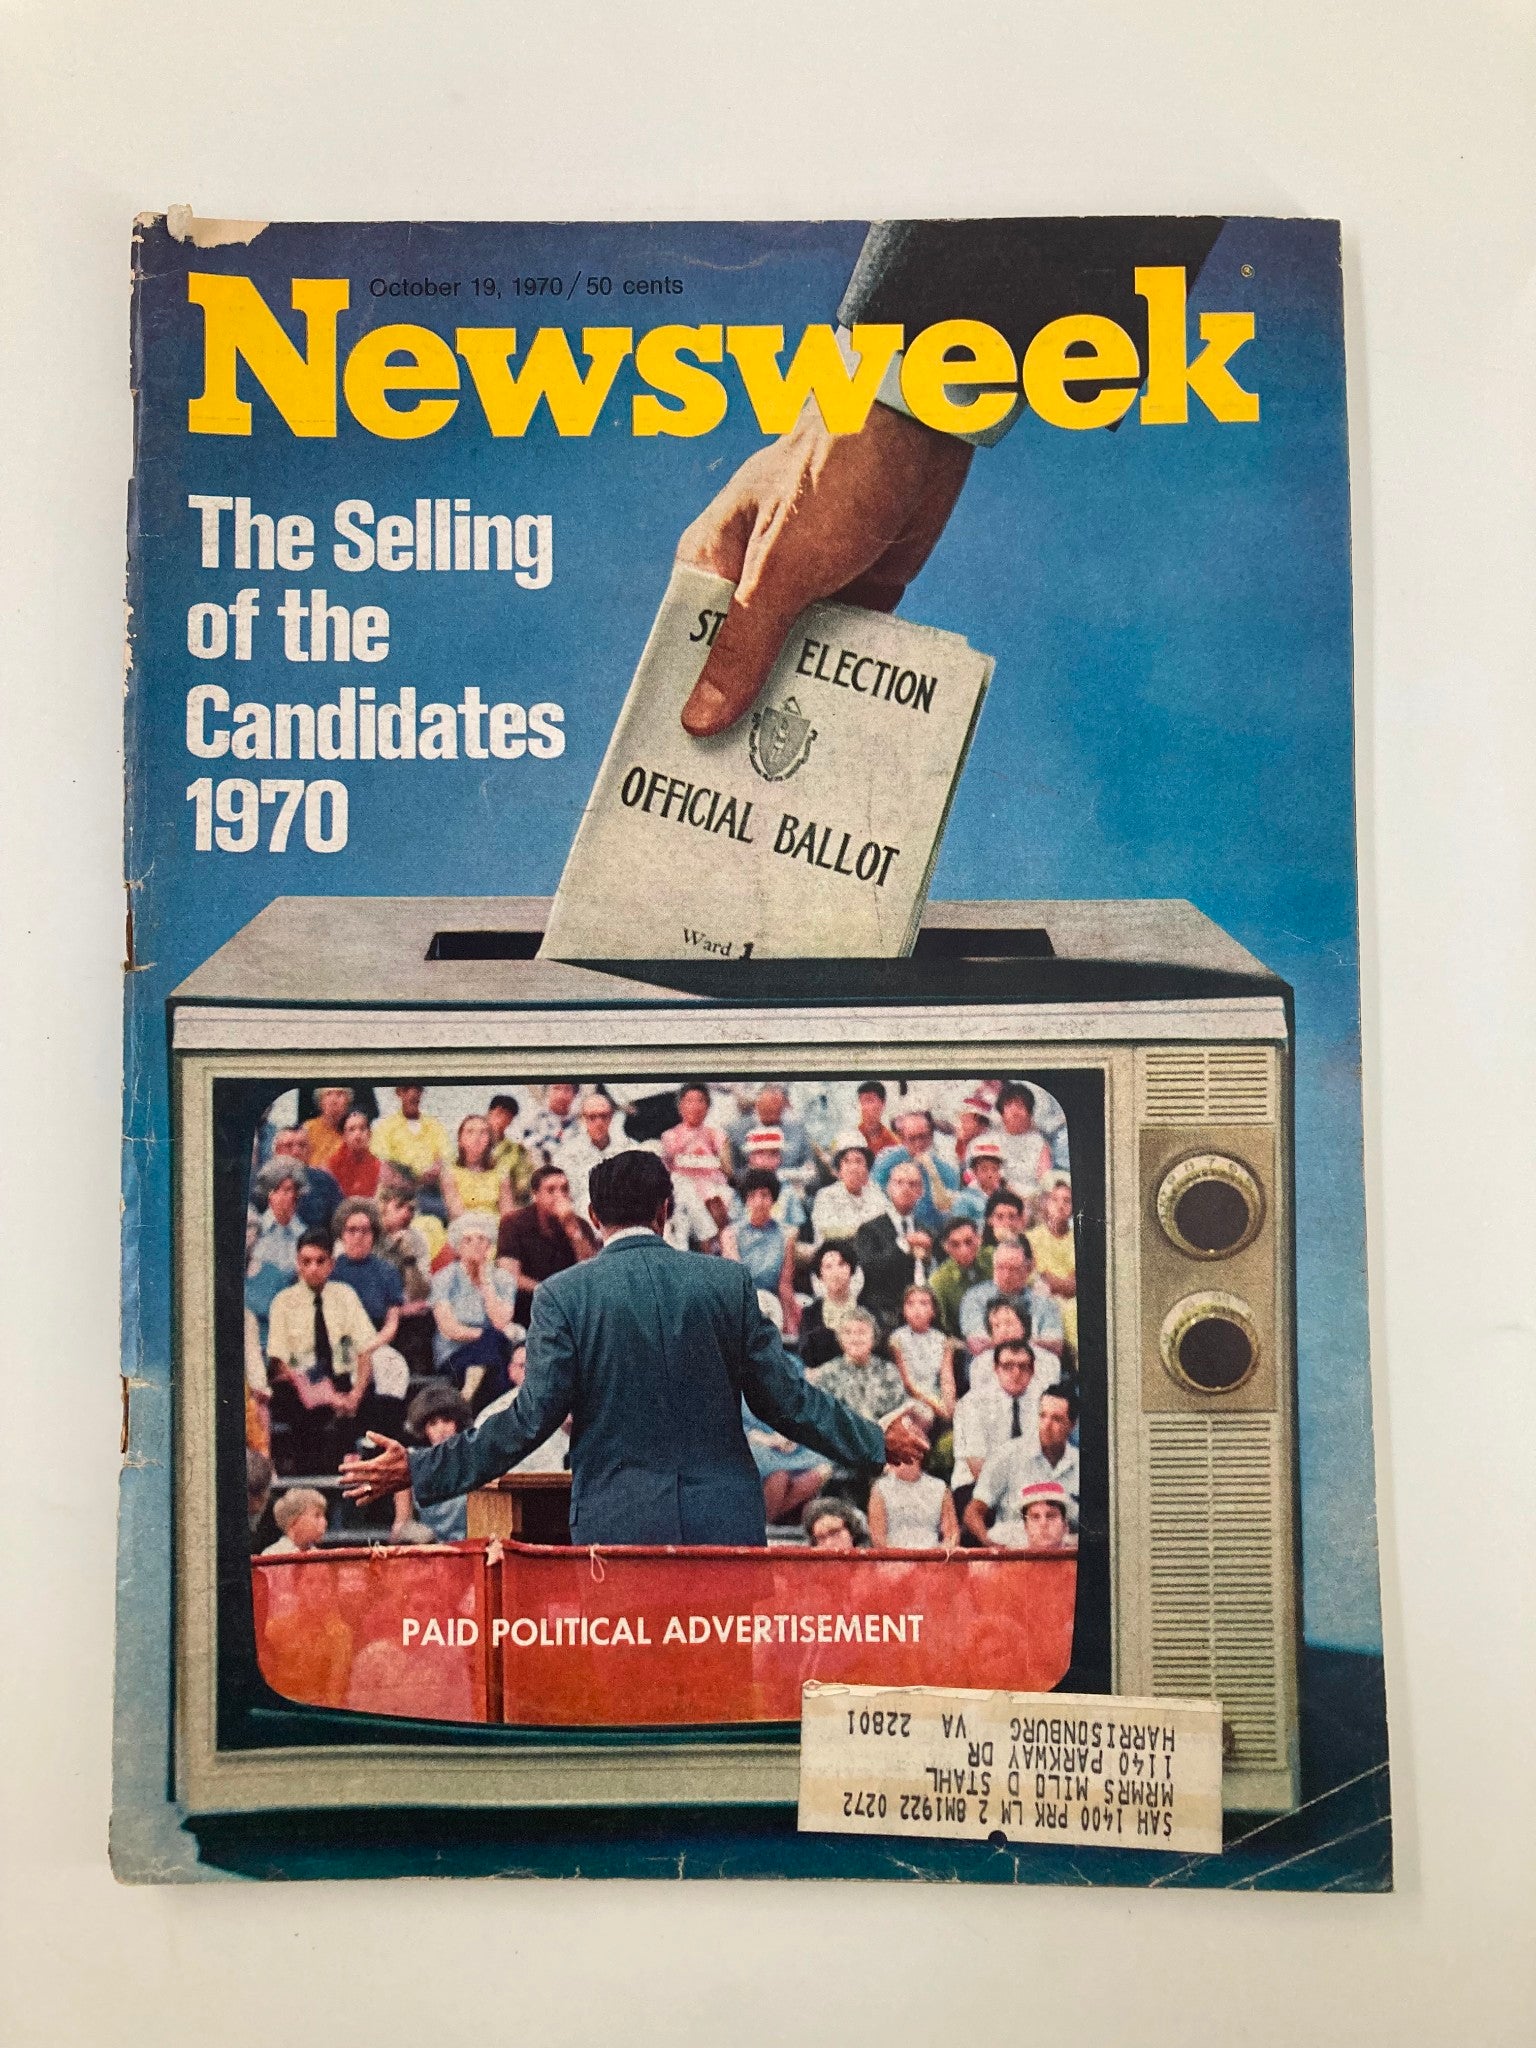 October 19, 1970 / 50 cents
Newsweek
®
The Selling
of the
Candidates
1970
ELECTION
OFFICIAL BALLOT
Ward 1
PAID POLITICAL ADVERTISEMENT
SAH 1400 PRK LM 2 8M1922 0272
MRMRS MILO D STAHL
1140 PARKWAY DR
HARRISONBURG VA 22801